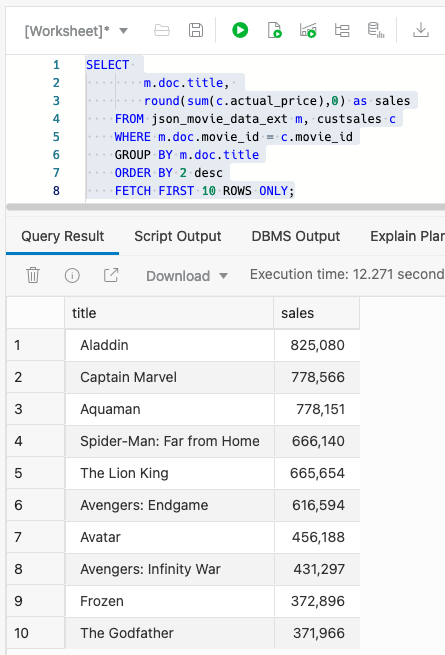 [Worksheet]*
1 SELECT
2 m.doc.title,
3 round(sum(c.actual_price),0) as sales
4 FROM json_movie_data_ext m, custsales c
5 WHERE m.doc.movie_id = c.movie_id
6 GROUP BY m.doc.title
7 ORDER BY 2 desc
8 FETCH FIRST 10 ROWS ONLY;
Query Result Script Output DBMS Output Explain Plan
Download Execution time: 12.271 second
title sales
1 Aladdin 825,080
2 Captain Marvel 778,566
3 Aquaman 778,151
4 Spider-Man: Far from Home 666,140
5 The Lion King 665,654
6 Avengers: Endgame 616,594
7 Avatar 456,188
8 Avengers: Infinity War 431,297
9 Frozen 372,896
10 The Godfather 371,966